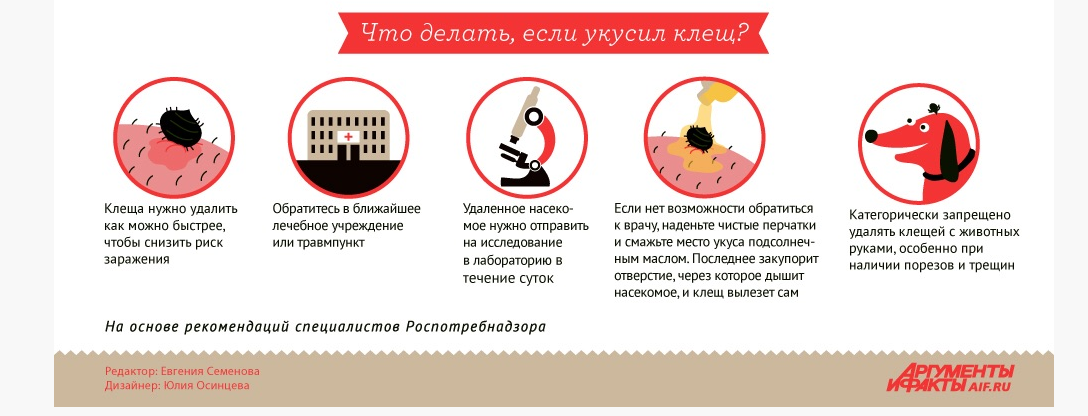 Что делать, если укусил клещ?
Клеща нужно удалить
как можно быстрее,
чтобы снизить риск
заражения
Обратитесь в ближайшее
лечебное учреждение
или травмпункт
Удаленное насеко-
мое нужно отправить
на исследование
в лабораторию в
течение суток
Если нет возможности обратиться
к врачу, наденьте чистые перчатки
и смажьте место укуса подсолнеч-
ным маслом. Последнее закупорит
отверстие, через которое дышит
насекомое, и клещ вылезет сам
Категорически запрещено
удалять клещей с животных
руками, особенно при
наличии порезов и трещин
На основе рекомендаций специалистов Роспотребнадзора
Редактор: Евгения Семенова
Дизайнер: Юлия Осинцева
АРГУМЕНТЫ
И ФАКТЫ AIF.RU